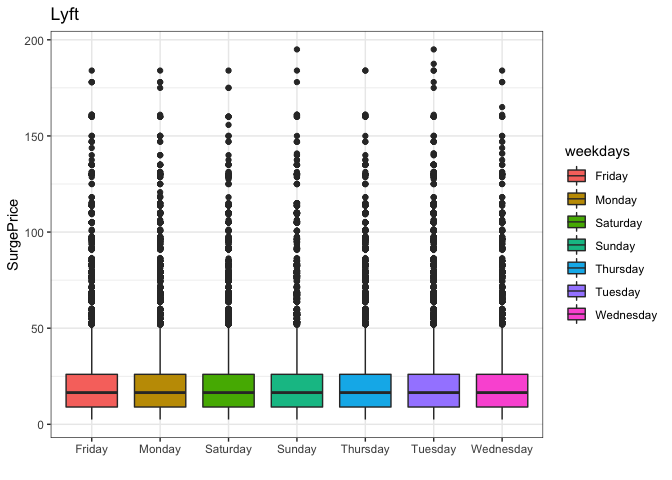 Lyft
SurgePrice
200
150
100
50
0
Friday Monday Saturday Sunday Thursday Tuesday Wednesday
weekdays
Friday
Monday
Saturday
Sunday
Thursday
Tuesday
Wednesday